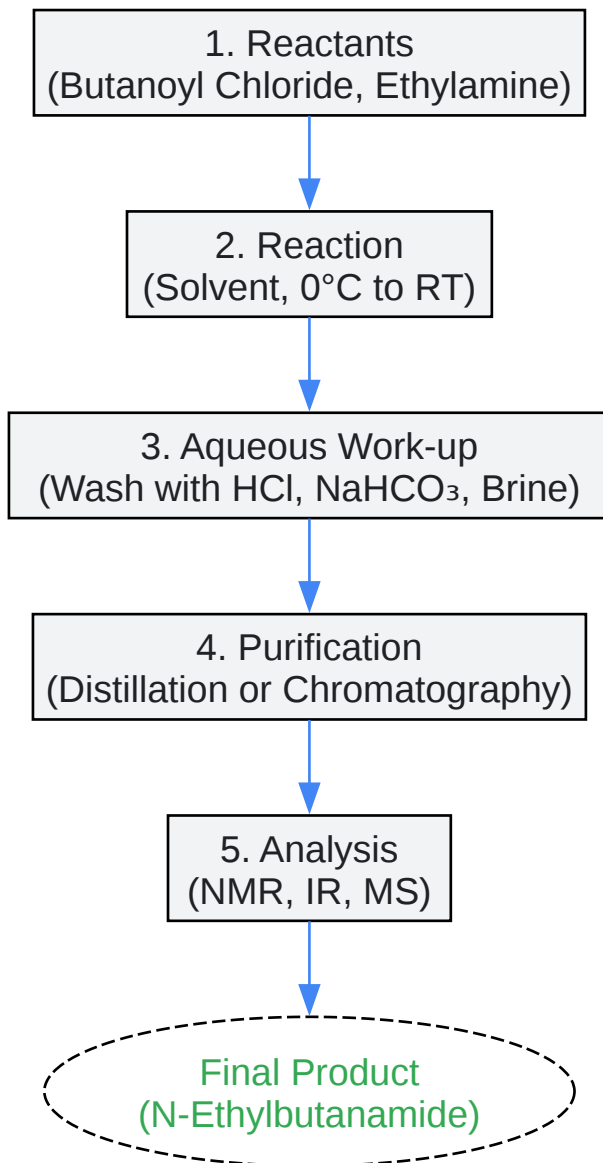 1. Reactants
(Butanoyl Chloride, Ethylamine)
2. Reaction
(Solvent, 0°C to RT)
3. Aqueous Work-up
(Wash with HCl, NaHCO₃, Brine)
4. Purification
(Distillation or Chromatography)
5. Analysis
(NMR, IR, MS)
Final Product
(N-Ethylbutanamide)